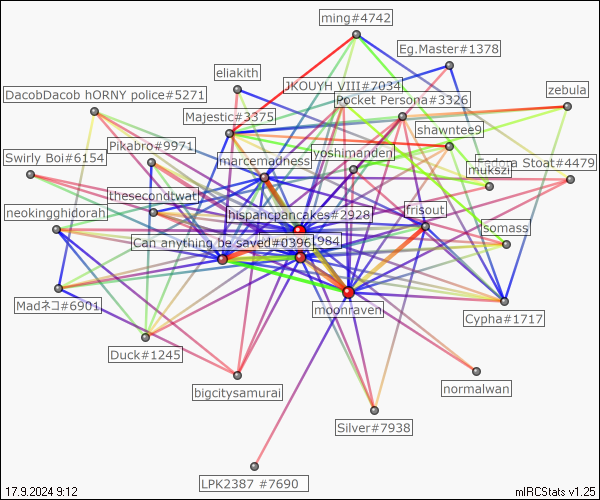 ming#4742
Eg.Master#1378
eliakith
JKOUYH VIII#7034
DacobDacob hORNY police#5271
Pocket Persona#3326
zebula
Majestic#3375
shawntee9
Pikabro#9971
yoshimanden
Swirly Boi#6154
marcemadness
Fedora Stoat#4479
mukszi
thesecondtwat
neokingghidorah
hispancpancakes#2928
frisout
somass
Can anything be saved#0396
1984
Madネコ#6901
moonraven
Cypha#1717
Duck#1245
bigcitysamurai
normalwan
Silver#7938
LPK2387 #7690
17.9.2024 9:12
mIRCStats v1.25